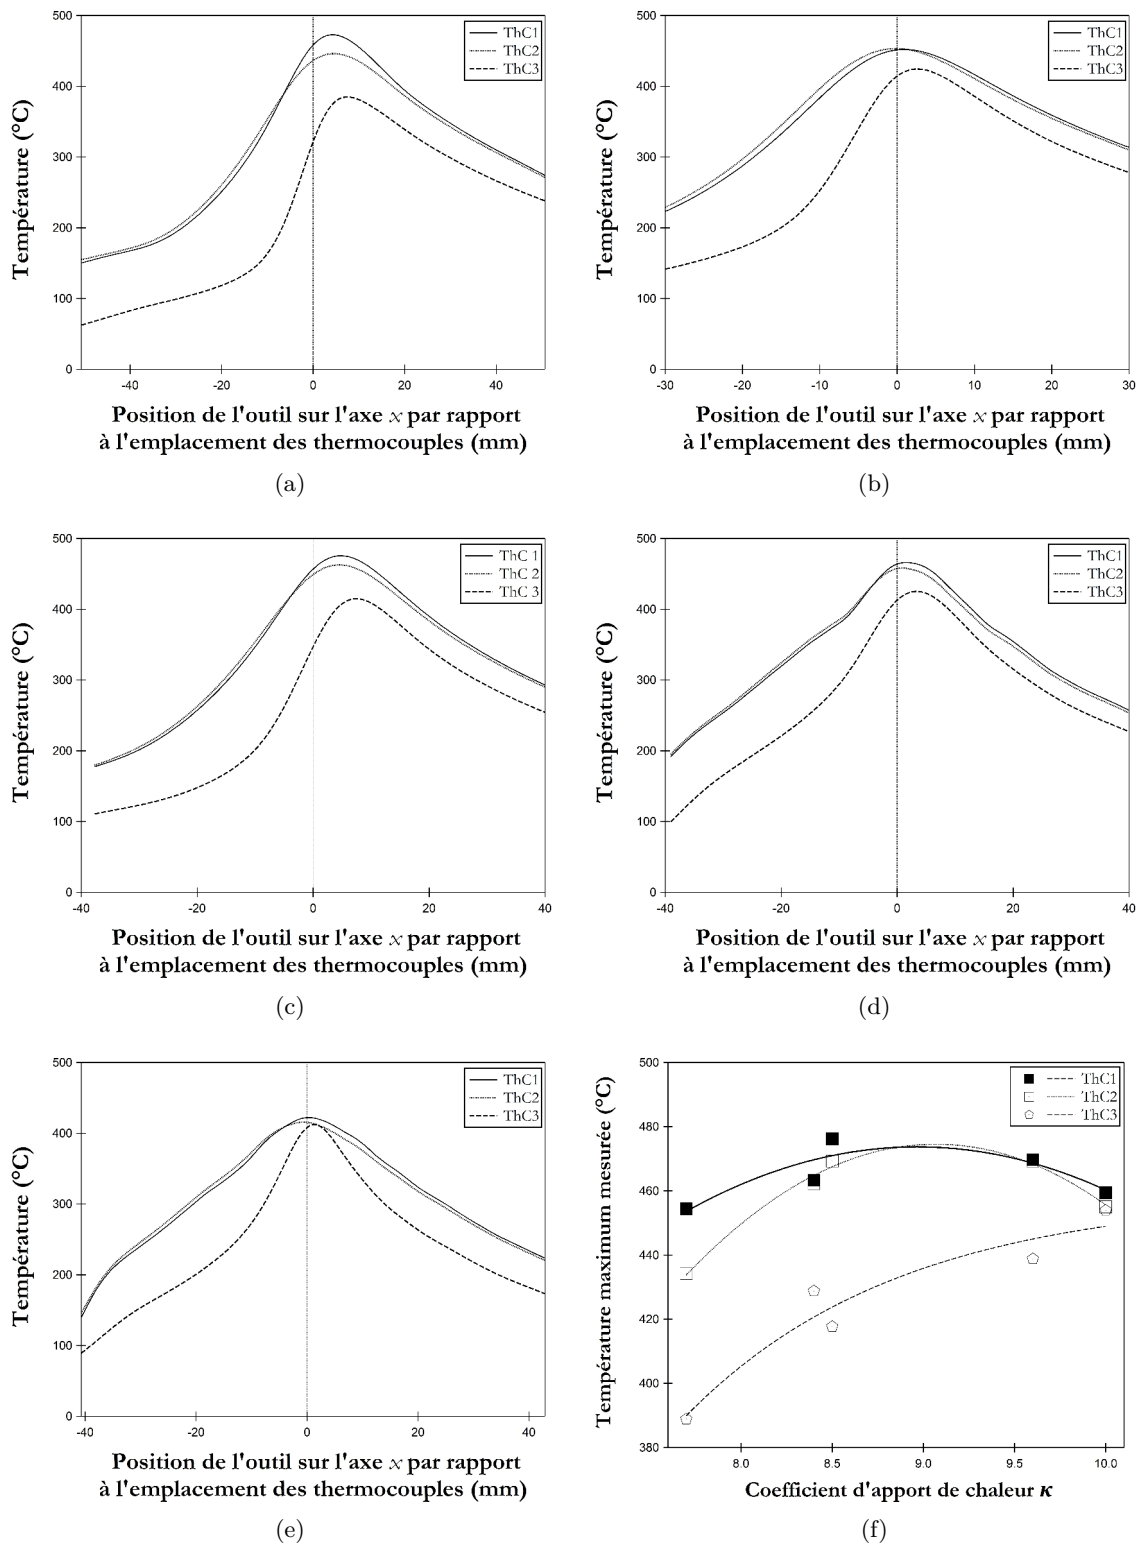 500
400
300
200
100
0
Température (°C)
ThC1
ThC2
ThC3
-40
-20
0
20
40
Position de l'outil sur l'axe x par rapport
à l'emplacement des thermocouples (mm)
(a)
500
400
300
200
100
0
Température (°C)
ThC1
ThC2
ThC3
-30
-20
-10
0
10
20
30
Position de l'outil sur l'axe x par rapport
à l'emplacement des thermocouples (mm)
(b)
500
400
300
200
100
0
Température (°C)
ThC 1
ThC 2
ThC 3
-40
-20
0
20
40
Position de l'outil sur l'axe x par rapport
à l'emplacement des thermocouples (mm)
(c)
500
400
300
200
100
0
Température (°C)
ThC1
ThC2
ThC3
-40
-20
0
20
40
Position de l'outil sur l'axe x par rapport
à l'emplacement des thermocouples (mm)
(d)
500
400
300
200
100
0
Température (°C)
ThC1
ThC2
ThC3
-40
-20
0
20
40
Position de l'outil sur l'axe x par rapport
à l'emplacement des thermocouples (mm)
(e)
500
480
460
440
420
400
380
Température maximum mesurée (°C)
ThC1
ThC2
ThC3
8.0
8.5
9.0
9.5
10.0
Coefficient d'apport de chaleur κ
(f)